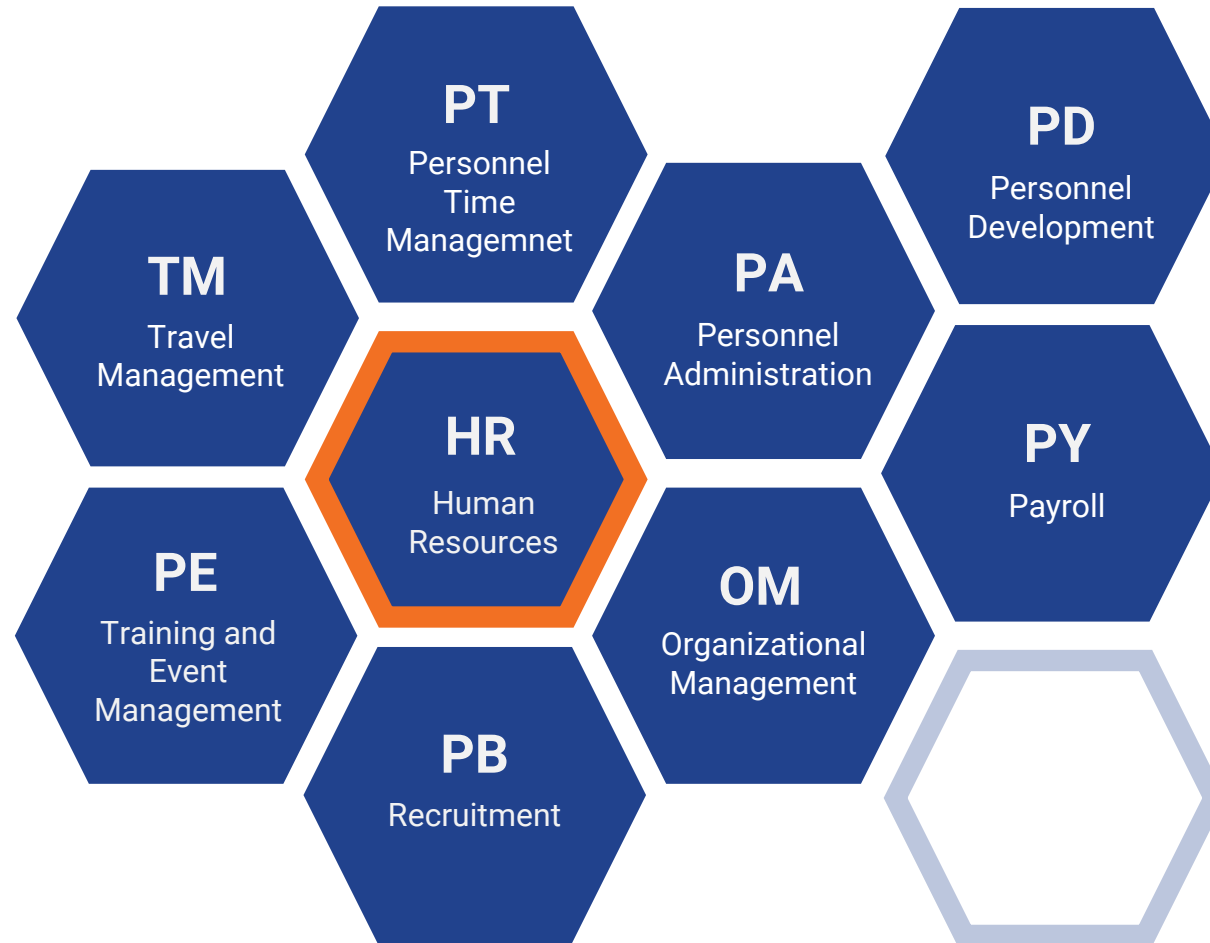 PT
Personnel
Time
Managemnet
PD
Personnel
Development
TM
Travel
Management
PA
Personnel
Administration
HR
Human
Resources
PY
Payroll
PE
Training and
Event
Management
OM
Organizational
Management
PB
Recruitment